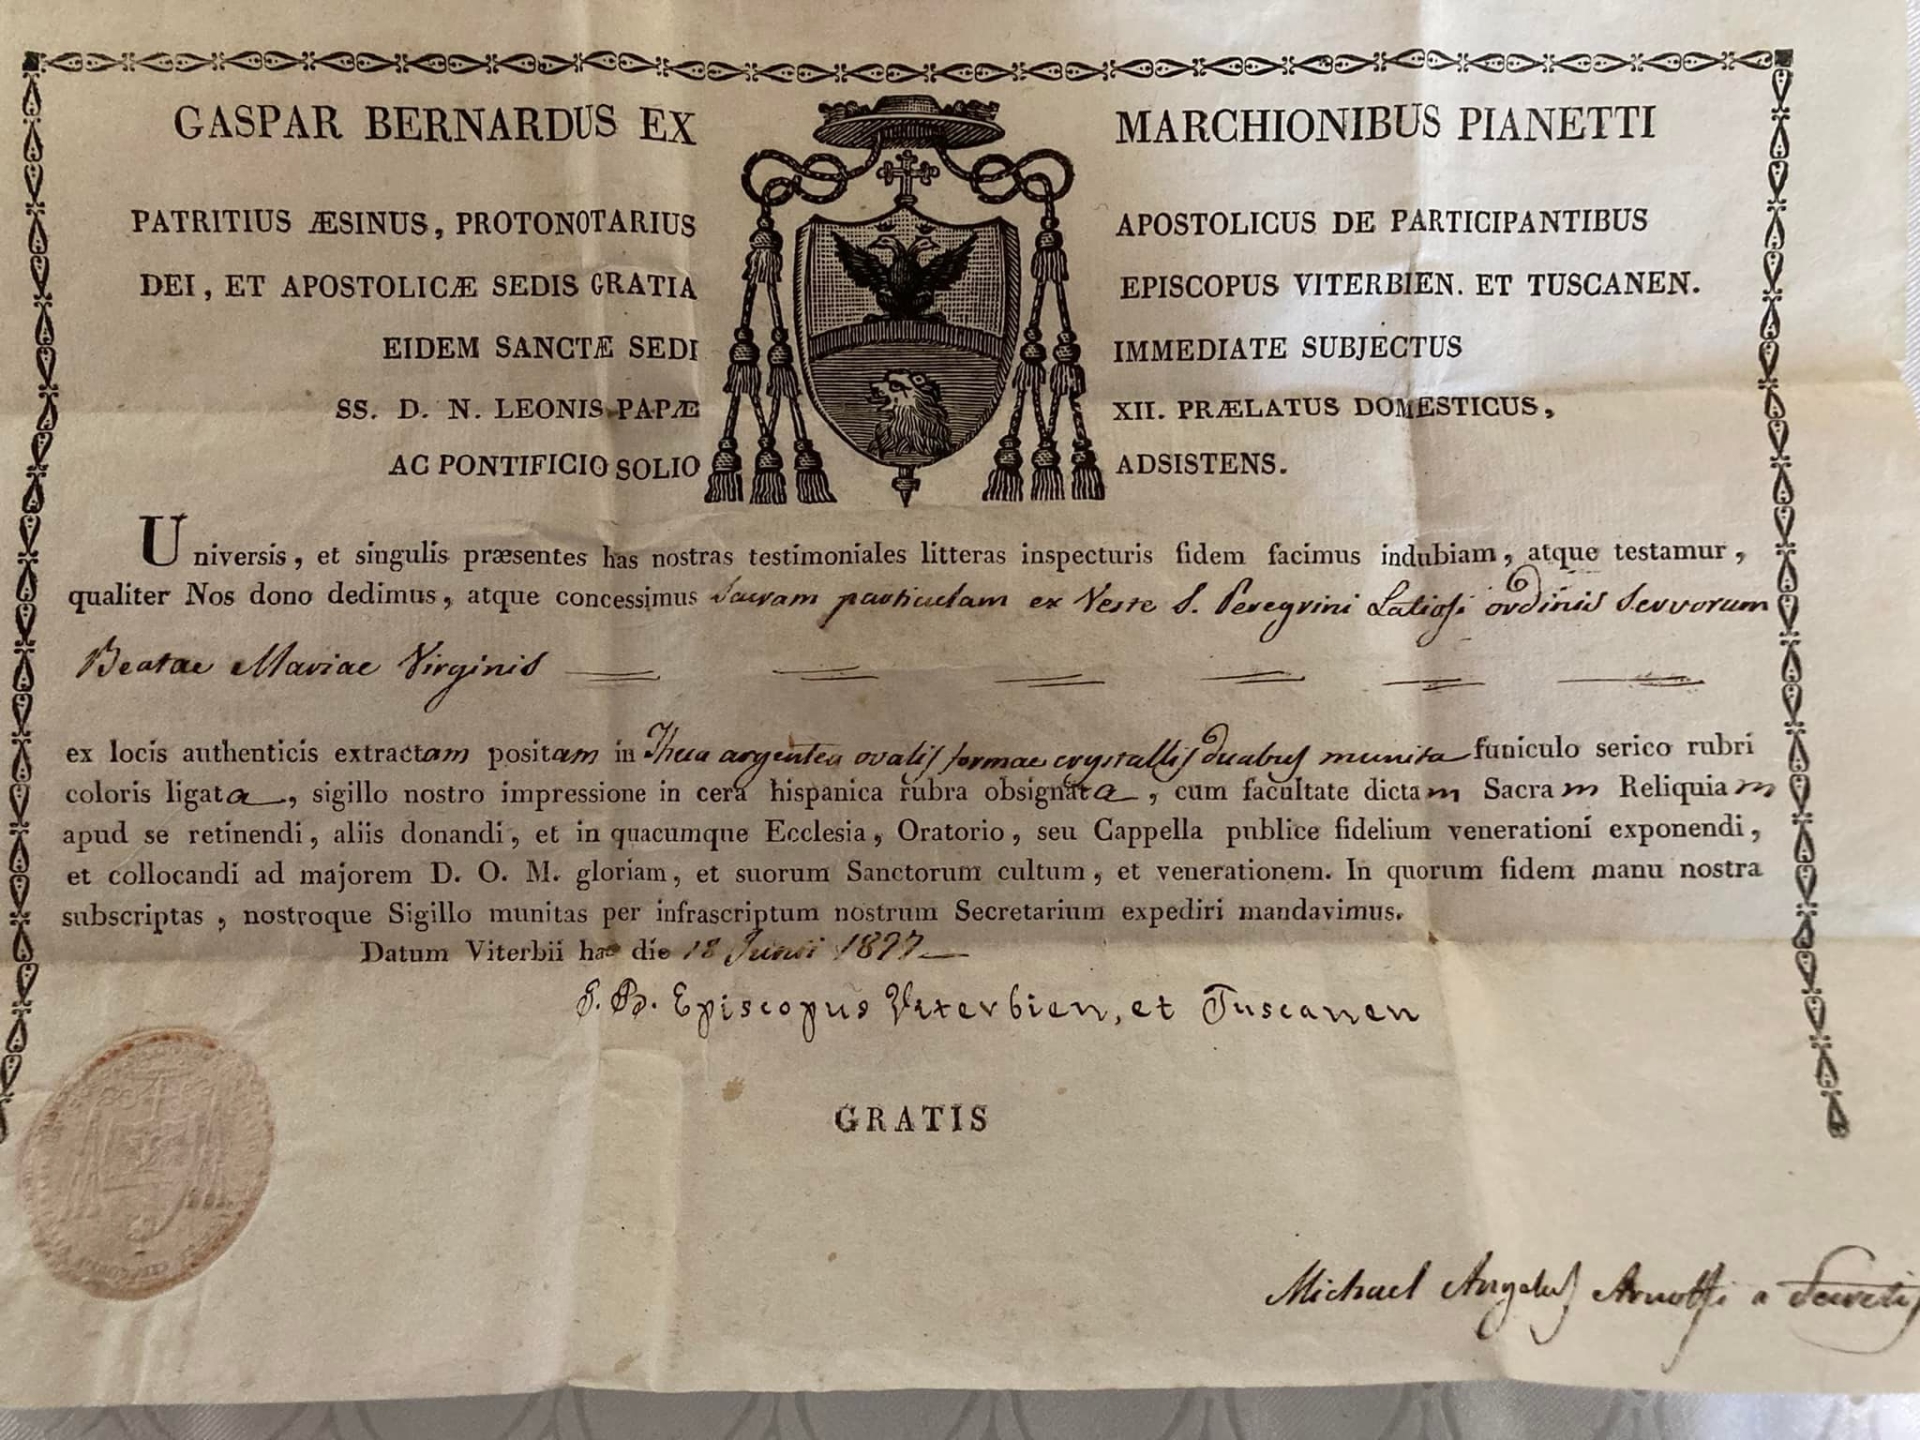 GASPAR BERNARDUS EX MARCHIONIBUS PIANETTI
PATRITIUS ÆSINUS, PROTONOTARIUS APOSTOLICUS DE PARTICIPANTIBUS
DEI, ET APOSTOLICÆ SEDIS GRATIA EPISCOPUS VITERBIEN. ET TUSCANEN.
EIDEM SANCTÆ SEDI IMMEDIATE SUBJECTUS
SS. D. N. LEONIS PAPÆ XII. PRÆLATUS DOMESTICUS,
AC PONTIFICIO SOLIO ADSISTENS.
Universis, et singulis præsentes has nostras testimoniales litteras inspecturis fidem facimus indubiam, atque testamur,
qualiter Nos dono dedimus, atque concessimus Sacram particulam ex Veste S. Peregrini Latiosi ordinis Servorum
Beatae Mariae Virginis
ex locis authenticis extractam positam in Theca argentea ovalis formae crystallis duabus munita funiculo serico rubri
coloris ligata, sigillo nostro impressione in cera hispanica rubra obsignata, cum facultate dictam Sacram Reliquiam
apud se retinendi, aliis donandi, et in quacumque Ecclesia, Oratorio, seu Cappella publice fidelium venerationi exponendi,
et collocandi ad majorem D. O. M. gloriam, et suorum Sanctorum cultum, et venerationem. In quorum fidem manu nostra
subscriptas, nostroque Sigillo munitas per infrascriptum nostrum Secretarium expediri mandavimus.
Datum Viterbii hac die 18 Junii 1827
G. B. Episcopus Viterbien, et Tuscanen
GRATIS
Michael Angelus a Secretis